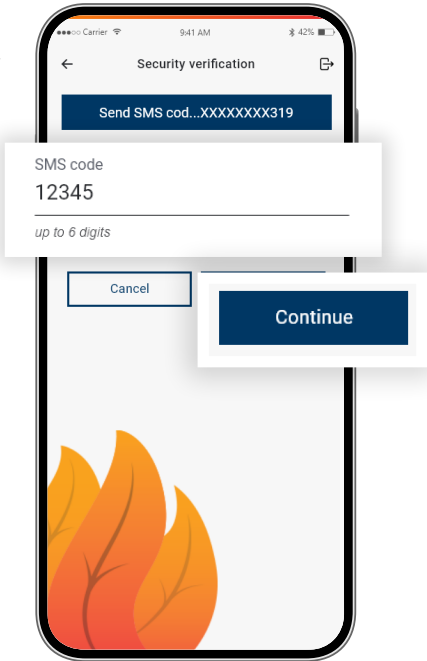 Carrier 9:41 AM 42%
Security verification
Send SMS cod...XXXXXXXX319
SMS code
12345
up to 6 digits
Cancel
Continue